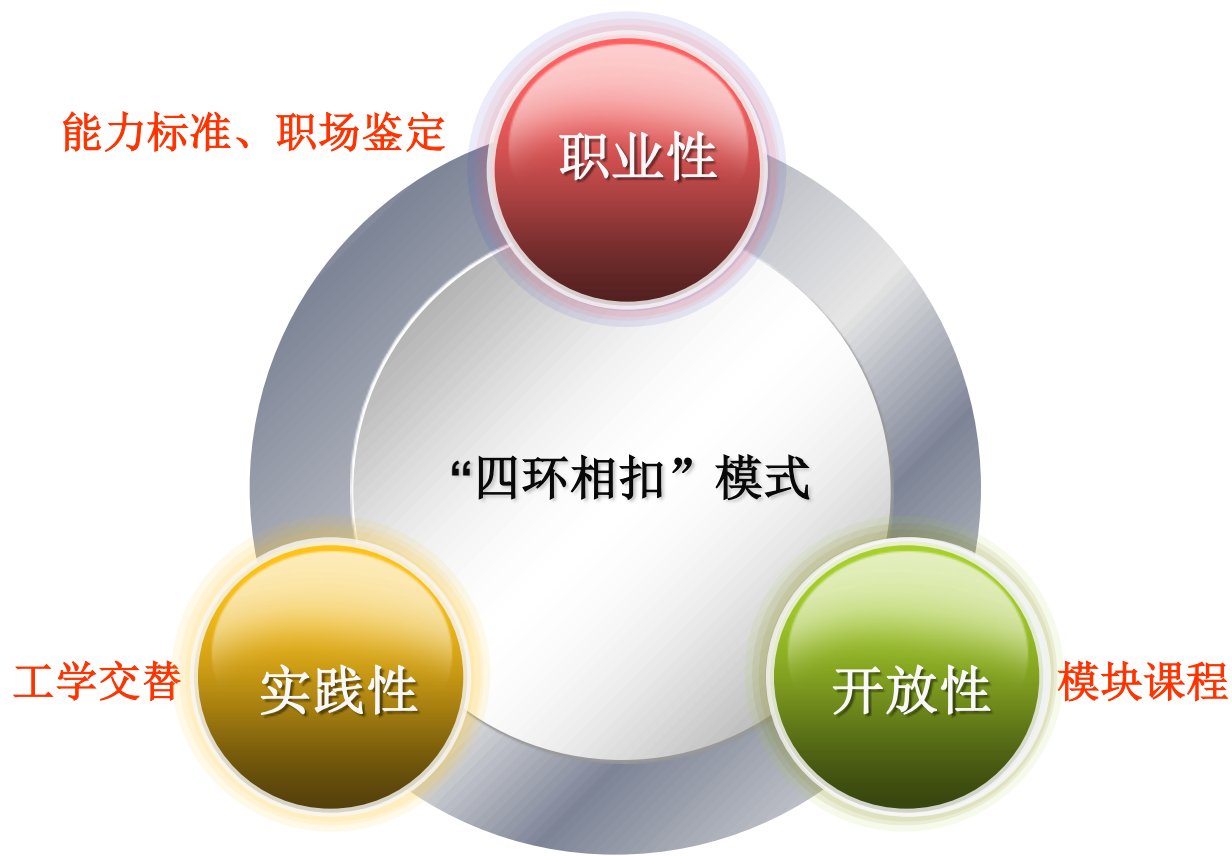 能力标准、职场鉴定
职业性
“四环相扣”模式
工学交替
实践性
开放性
模块课程